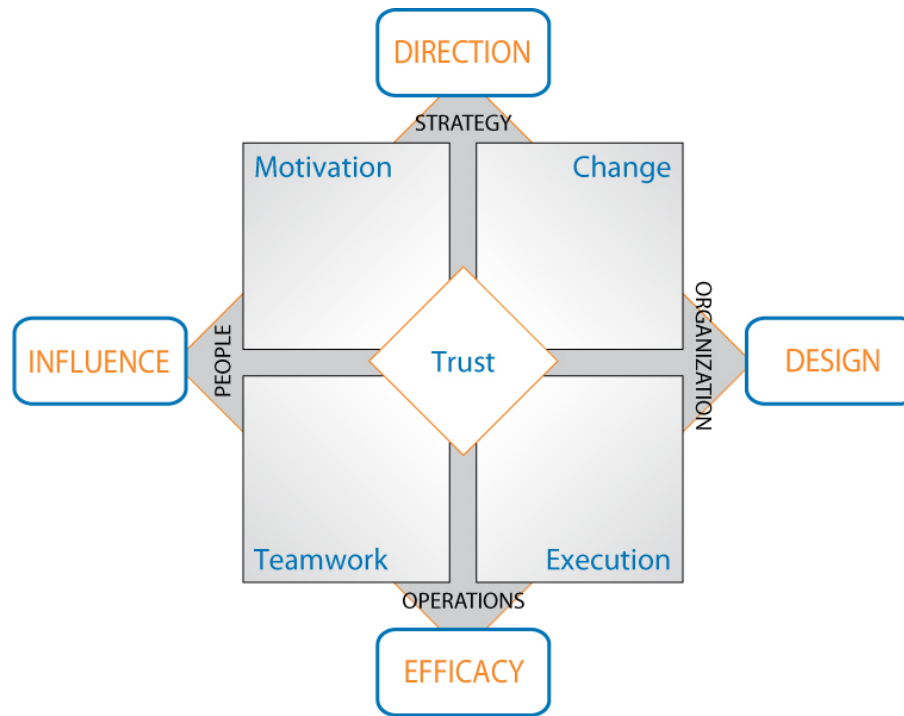 DIRECTION
STRATEGY
Motivation
Change
INFLUENCE
PEOPLE
Trust
ORGANIZATION
DESIGN
Teamwork
Execution
OPERATIONS
EFFICACY